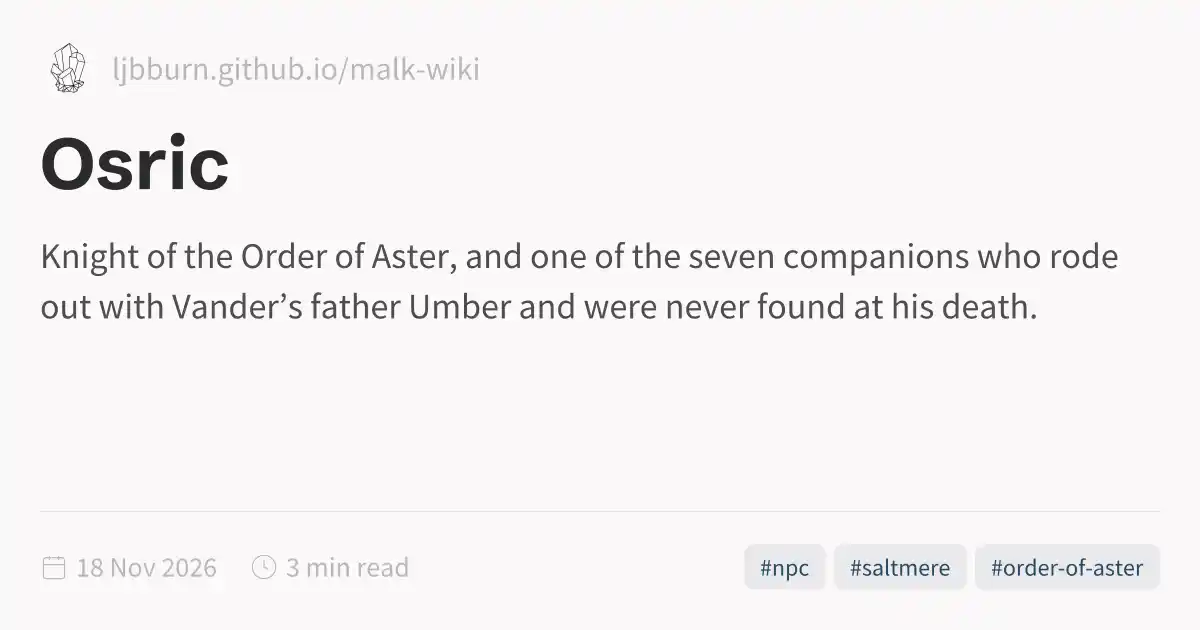 ljbburn.github.io/malk-wiki
Osric
Knight of the Order of Aster, and one of the seven companions who rode
out with Vander’s father Umber and were never found at his death.
18 Nov 2026
3 min read
#npc
#saltmere
#order-of-aster